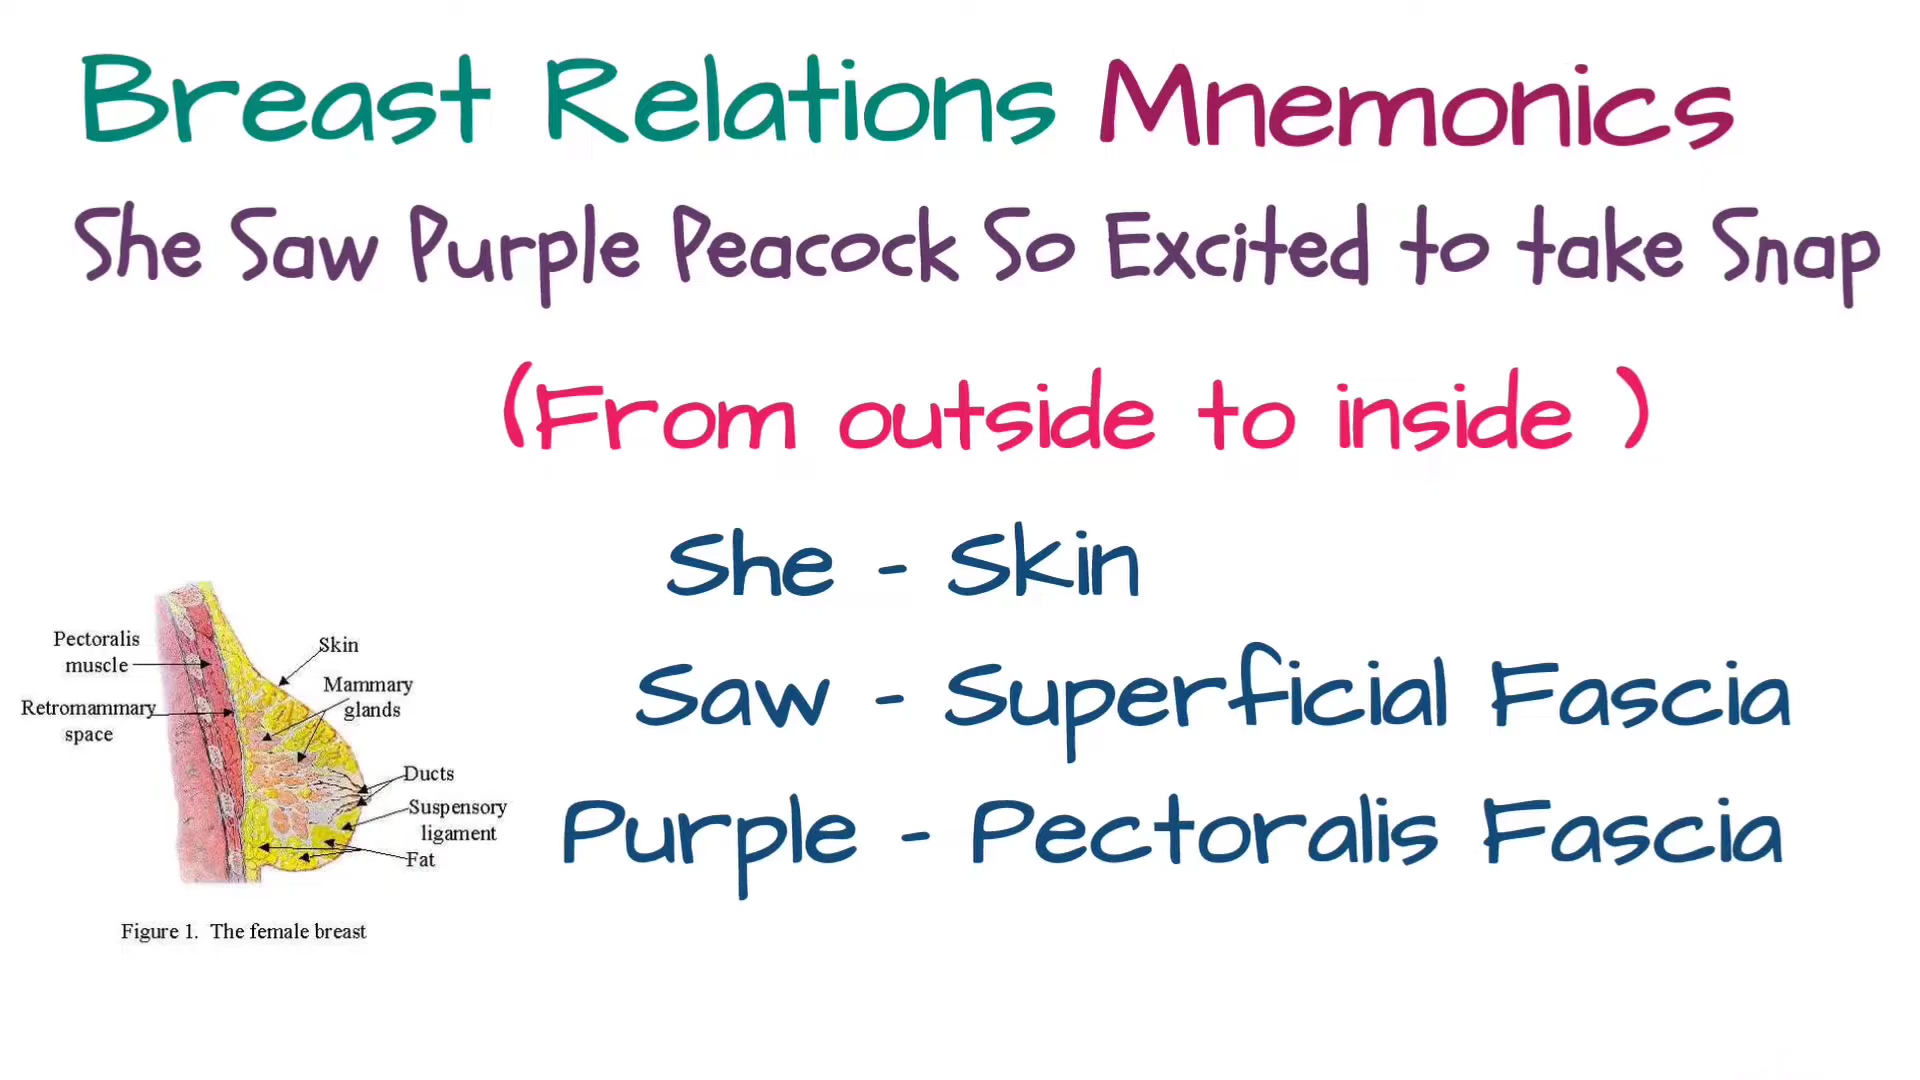 Breast Relations Mnemonics
She Saw Purple Peacock So Excited to take Snap
(From outside to inside )
She - Skin
Saw - Superficial Fascia
Purple - Pectoralis Fascia
Pectoralis
muscle
Retromammary
space
Skin
Mammary
glands
Ducts
Suspensory
ligament
Fat
Figure 1. The female breast